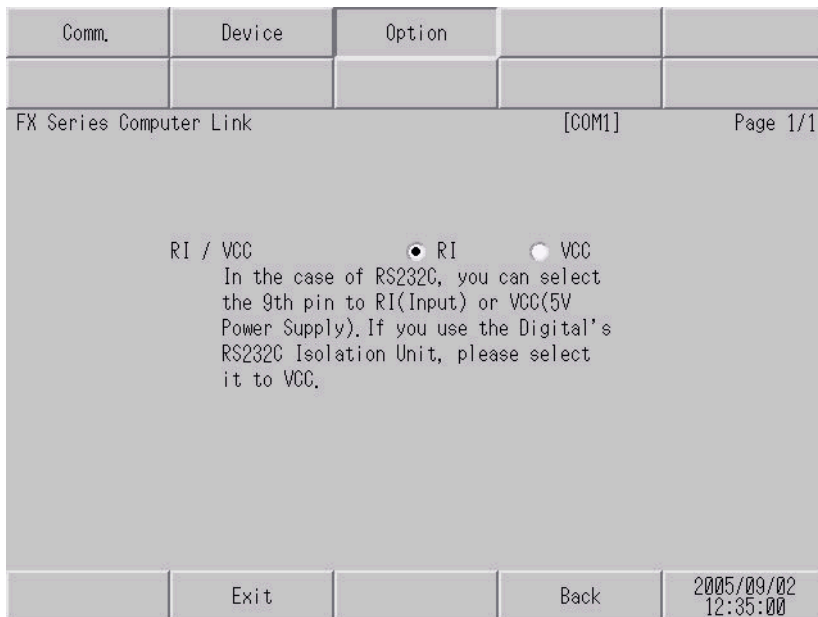 Comm. Device Option
FX Series Computer Link [COM1] Page 1/1
RI / VCC RI VCC
In the case of RS232C, you can select
the 9th pin to RI(Input) or VCC(5V
Power Supply).If you use the Digital's
RS232C Isolation Unit, please select
it to VCC.
Exit Back 2005/09/02
12:35:00